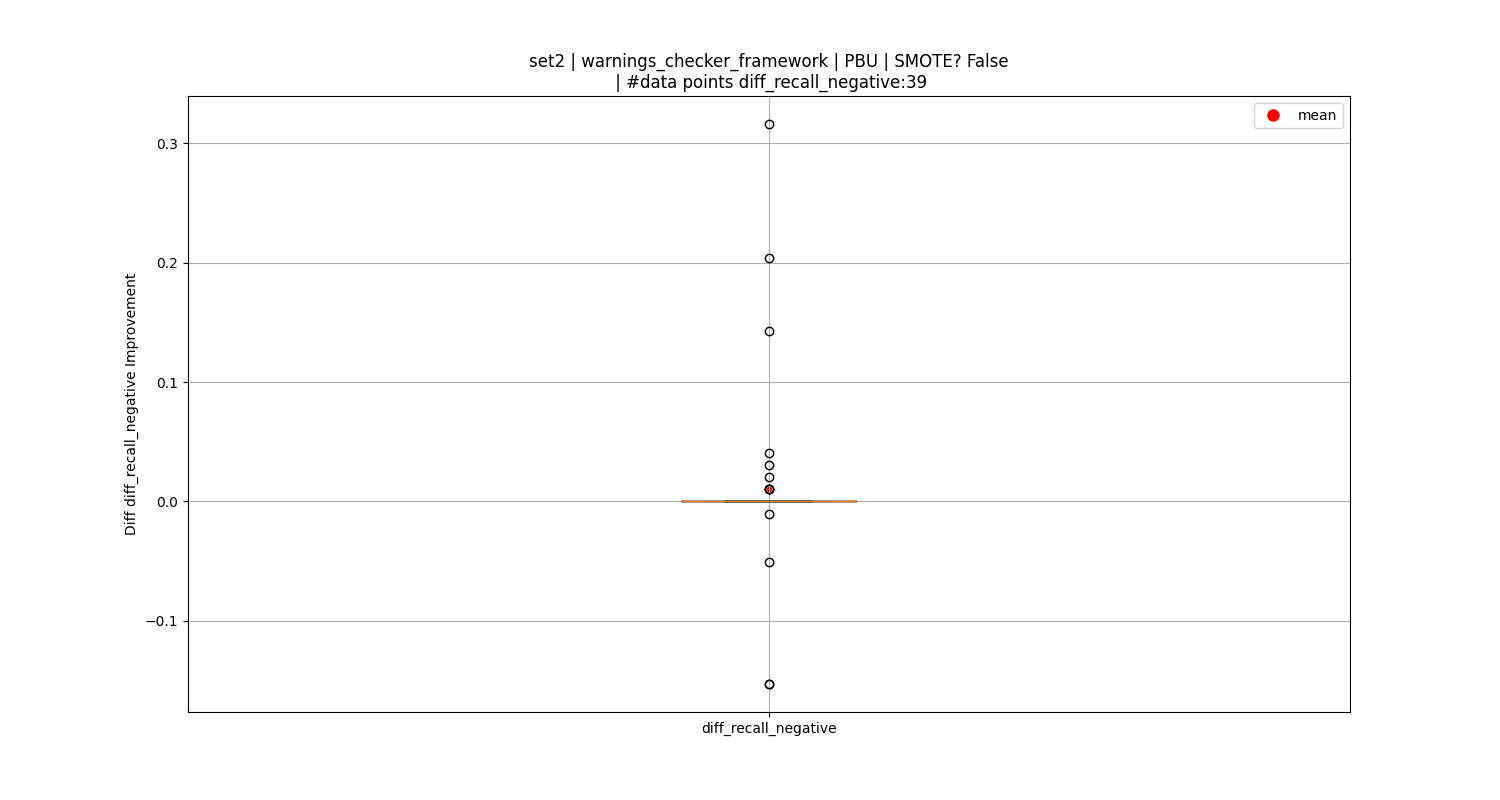 set2 | warnings_checker_framework | PBU | SMOTE? False
| #data points diff_recall_negative:39
mean
0.3
0.2
0.1
0.0
−0.1
Diff diff_recall_negative Improvement
diff_recall_negative